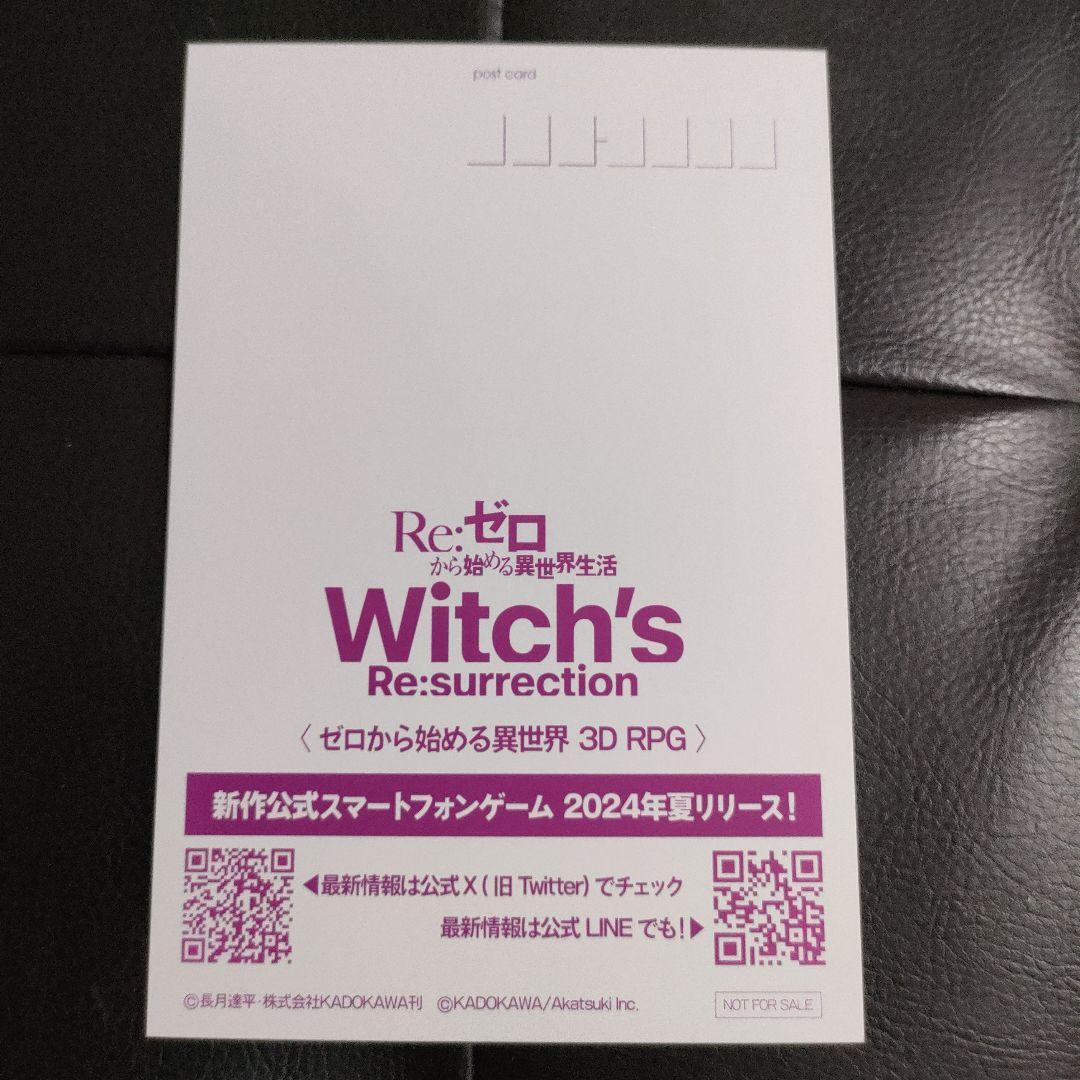 post card
Re:ゼロ
から始める異世界生活
Witch's
Re:surrection
〈 ゼロから始める異世界 3D RPG 〉
新作公式スマートフォンゲーム 2024年夏リリース!
◀最新情報は公式X(旧 Twitter)でチェック
最新情報は公式 LINE でも!▶
©長月達平・株式会社KADOKAWA刊 ©KADOKAWA/Akatsuki Inc.
NOT FOR SALE